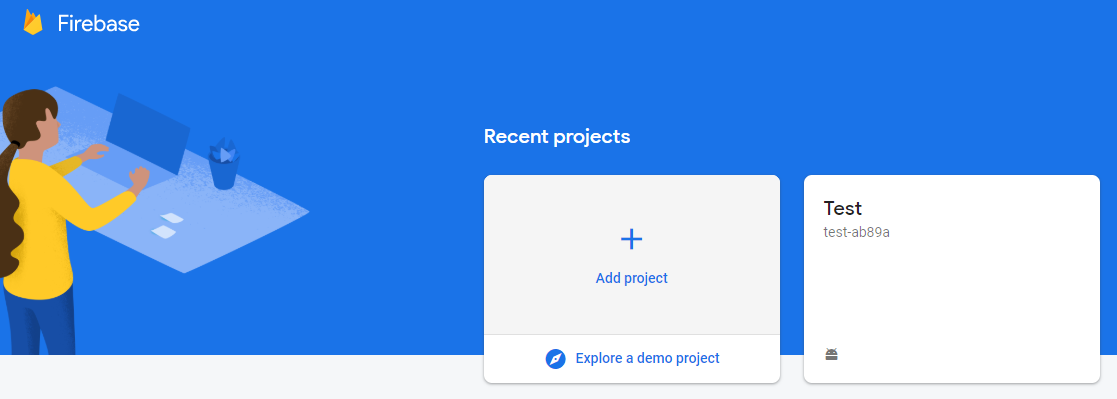 Firebase
Recent projects
Add project
Explore a demo project
Test
test-ab89a